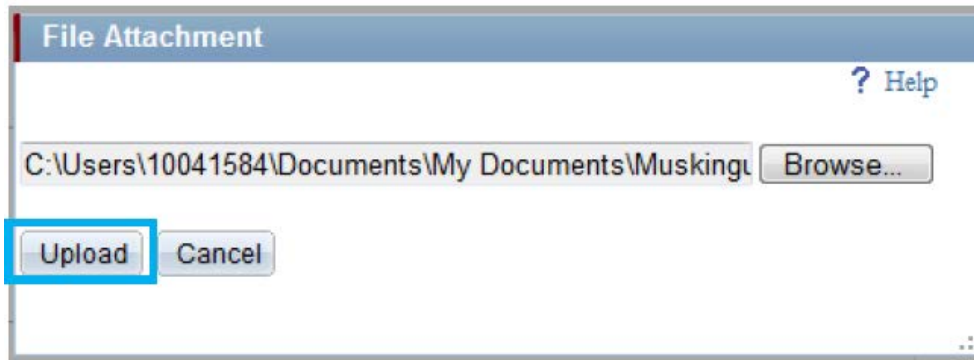 File Attachment
? Help
C:\Users\10041584\Documents\My Documents\Muskingu Browse...
Upload Cancel